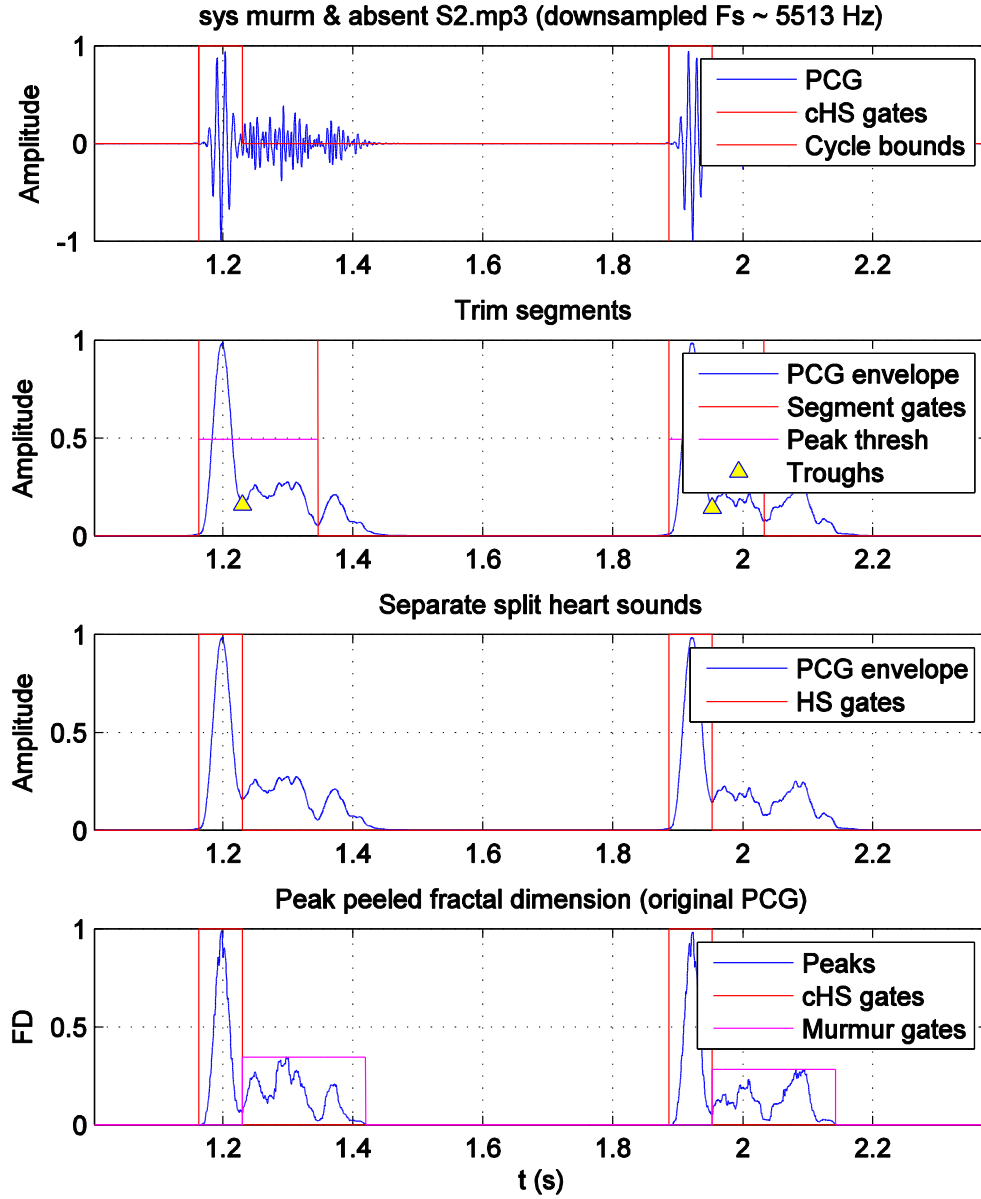 sys murm & absent S2.mp3 (downsampled Fs ~ 5513 Hz)
1
0
-1
Amplitude
PCG
cHS gates
Cycle bounds
1.2 1.4 1.6 1.8 2 2.2
Trim segments
1
0.5
0
Amplitude
PCG envelope
Segment gates
Peak thresh
Troughs
1.2 1.4 1.6 1.8 2 2.2
Separate split heart sounds
1
0.5
0
Amplitude
PCG envelope
HS gates
1.2 1.4 1.6 1.8 2 2.2
Peak peeled fractal dimension (original PCG)
1
0.5
0
FD
Peaks
cHS gates
Murmur gates
1.2 1.4 1.6 1.8 2 2.2
t (s)